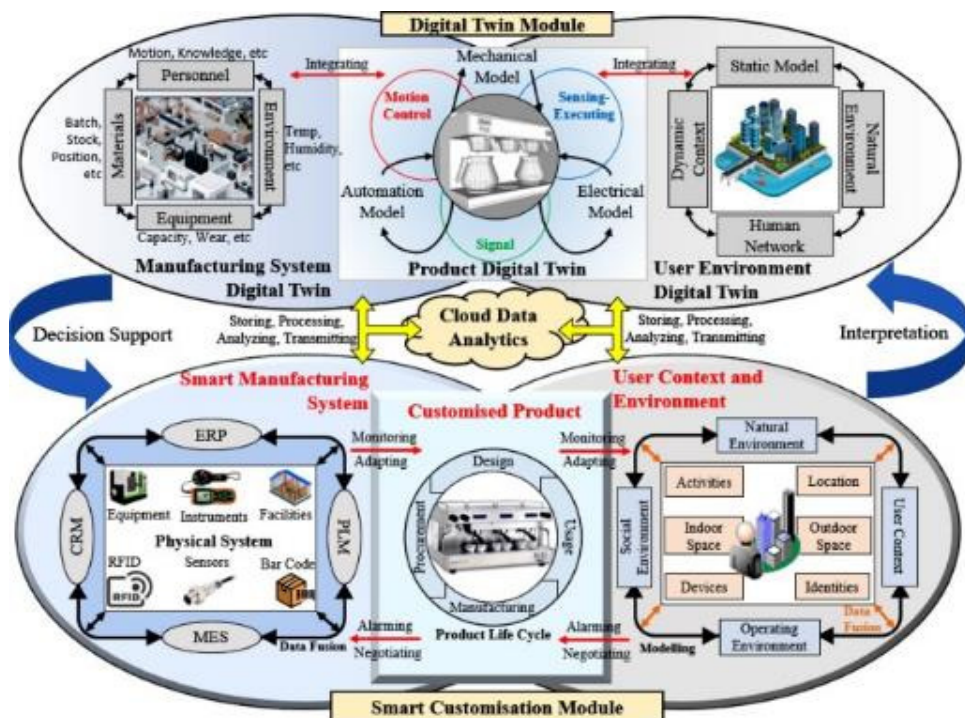 Digital Twin Module
Motion, Knowledge, etc
Personnel
Materials
Environment
Equipment
Batch,
Stock,
Position,
etc
Temp,
Humidity,
etc
Capacity, Wear, etc
Manufacturing System
Digital Twin
Integrating
Mechanical
Model
Motion
Control
Sensing-
Executing
Automation
Model
Electrical
Model
Signal
Product Digital Twin
Integrating
Static Model
Dynamic
Context
Natural
Environment
Human
Network
User Environment
Digital Twin
Decision Support
Storing, Processing,
Analyzing, Transmitting
Cloud Data
Analytics
Storing, Processing,
Analyzing, Transmitting
Interpretation
Smart Manufacturing
System
ERP
CRM
PLM
MES
Equipment
Instruments
Facilities
Physical System
RFID
Sensors
Bar Code
RFID
Data Fusion
Monitoring
Adapting
Alarming
Negotiating
Customised Product
Design
Procurement
Usage
Manufacturing
Product Life Cycle
Monitoring
Adapting
Alarming
Negotiating
User Context and
Environment
Natural
Environment
Social
Environment
User Context
Activities
Location
Indoor
Space
Outdoor
Space
Devices
Identities
Data
Fusion
Modelling
Operating
Environment
Smart Customisation Module